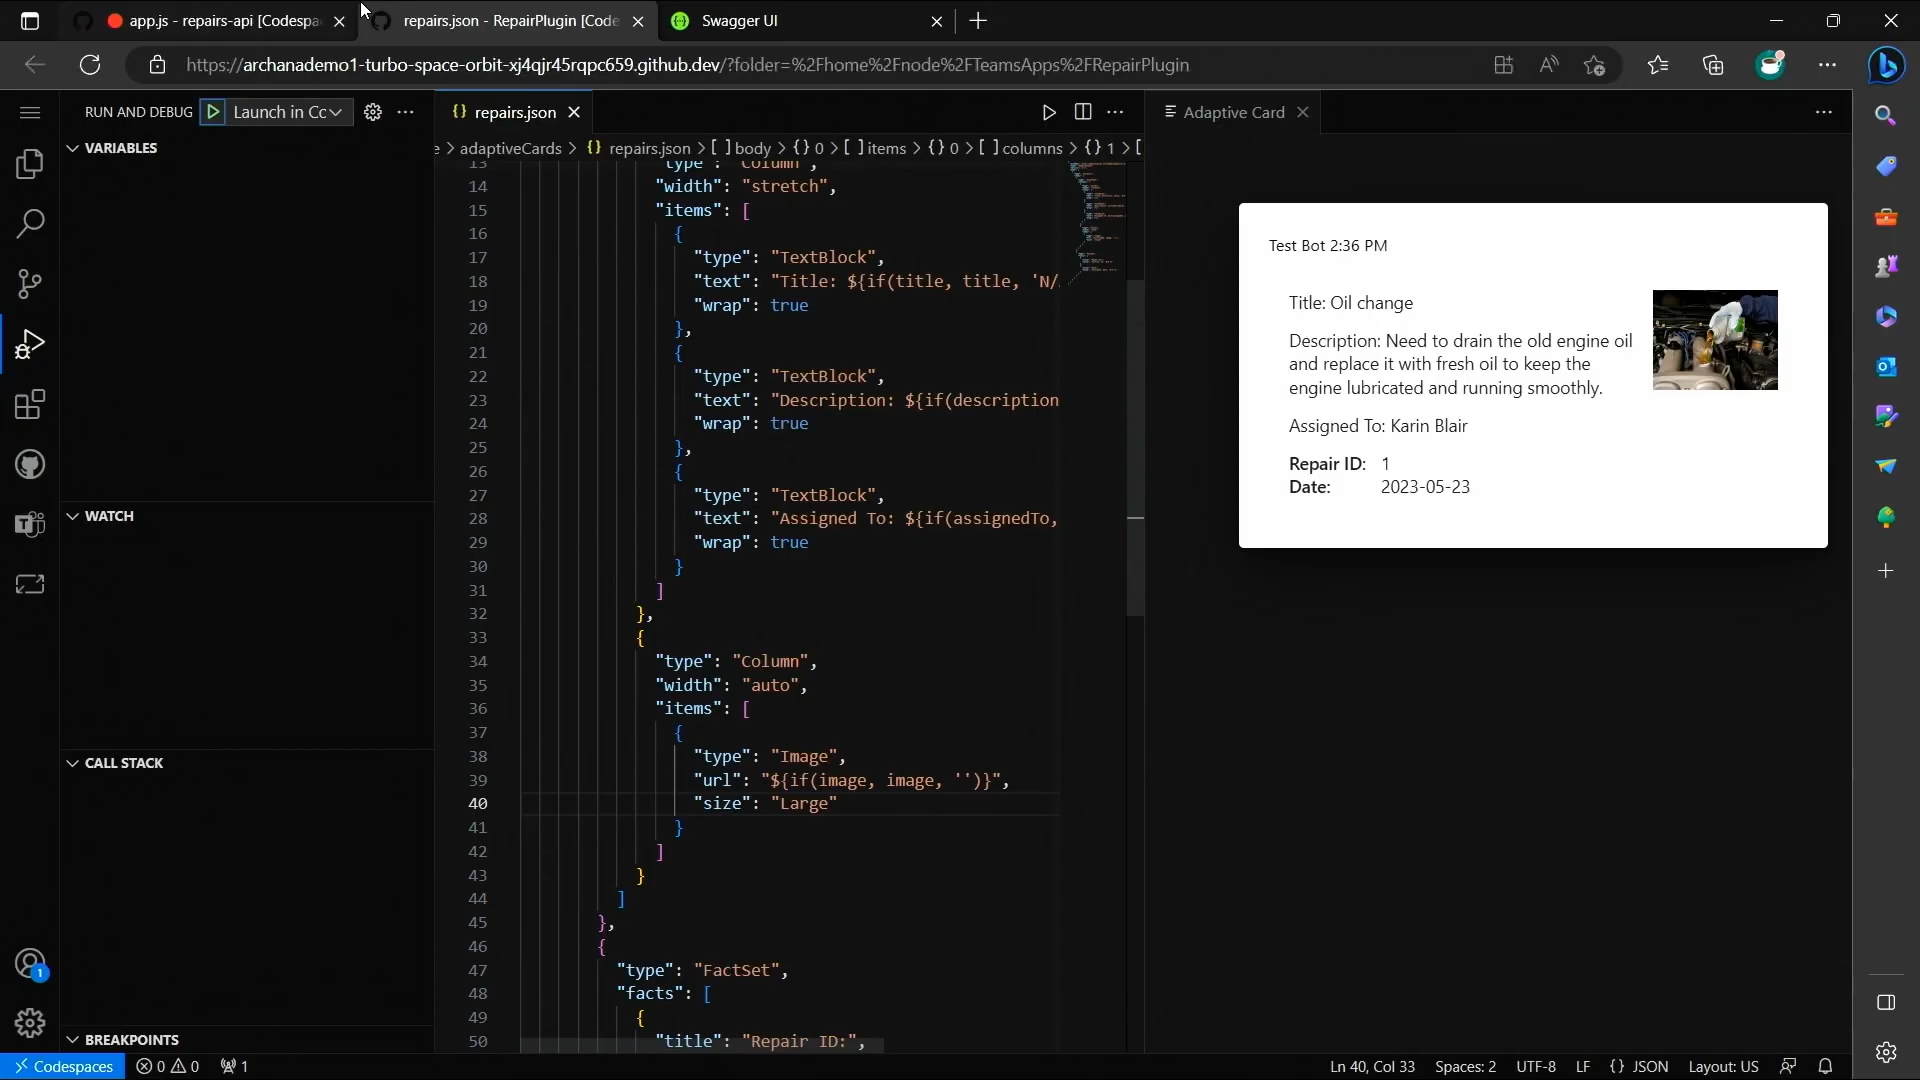 app.js - repairs-api [Codespa
repairs.json - RepairPlugin [Code
Swagger UI
https://archanademo1-turbo-space-orbit-xj4qjr45rqpc659.github.dev/?folder=%2Fhome%2Fnode%2FTeamsApps%2FRepairPlugin
RUN AND DEBUG
Launch in Cc
{} repairs.json
Adaptive Card
e > adaptiveCards > {} repairs.json > [ ] body > {} 0 > [ ] items > {} 0 > [ ] columns > {} 1 > [
VARIABLES
WATCH
CALL STACK
BREAKPOINTS
13 "type": "Column",
14 "width": "stretch",
15 "items": [
16 {
17 "type": "TextBlock",
18 "text": "Title: ${if(title, title, 'N/
19 "wrap": true
20 },
21 {
22 "type": "TextBlock",
23 "text": "Description: ${if(description
24 "wrap": true
25 },
26 {
27 "type": "TextBlock",
28 "text": "Assigned To: ${if(assignedTo,
29 "wrap": true
30 }
31 ]
32 },
33 {
34 "type": "Column",
35 "width": "auto",
36 "items": [
37 {
38 "type": "Image",
39 "url": "${if(image, image, '')}",
40 "size": "Large"
41 }
42 ]
43 }
44 ]
45 },
46 {
47 "type": "FactSet",
48 "facts": [
49 {
50 "title": "Repair ID:",
Test Bot 2:36 PM
Title: Oil change
Description: Need to drain the old engine oil
and replace it with fresh oil to keep the
engine lubricated and running smoothly.
Assigned To: Karin Blair
Repair ID: 1
Date: 2023-05-23
1
Codespaces
0 0
1
Ln 40, Col 33
Spaces: 2
UTF-8
LF
{} JSON
Layout: US